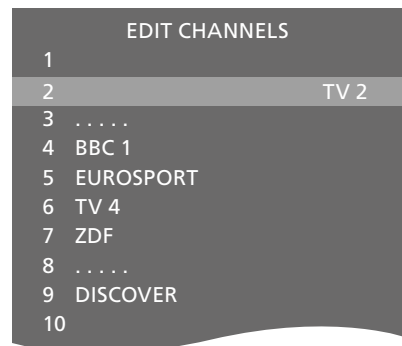 EDIT CHANNELS
1
2 TV 2
3 . . . . .
4 BBC 1
5 EUROSPORT
6 TV 4
7 ZDF
8 . . . . .
9 DISCOVER
10